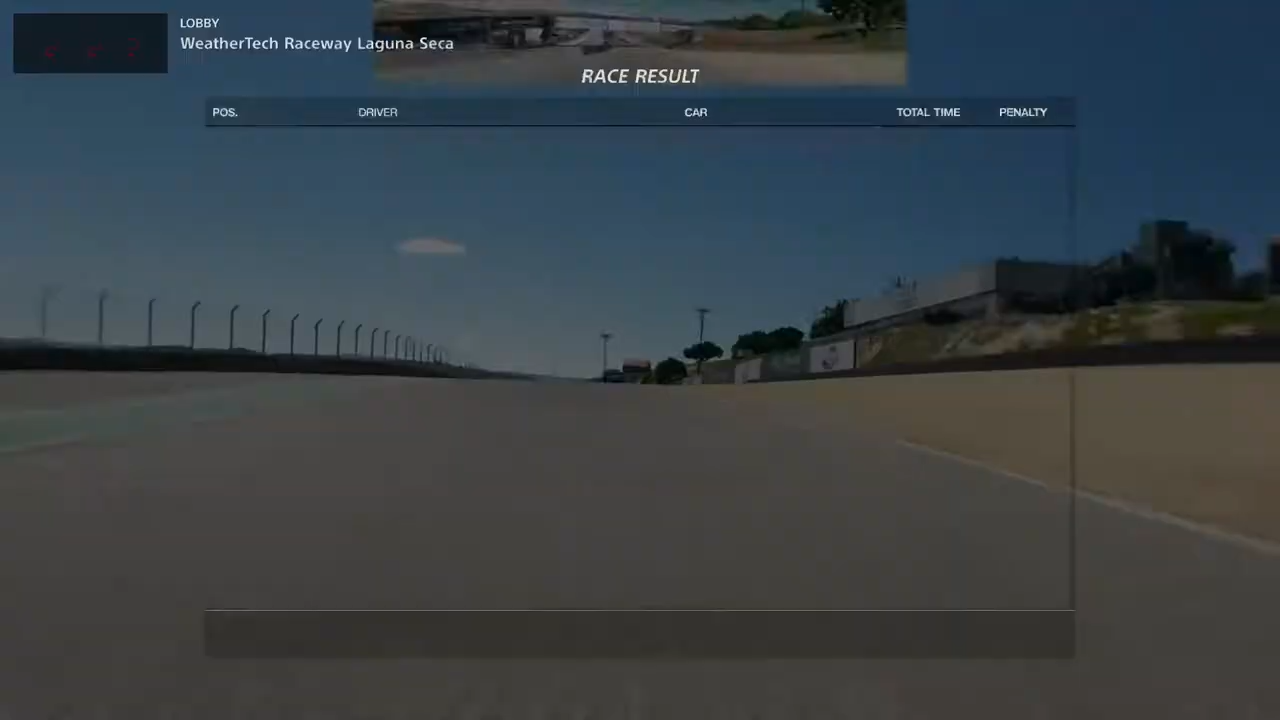 LOBBY
WeatherTech Raceway Laguna Seca
RACE RESULT
POS. DRIVER CAR TOTAL TIME PENALTY